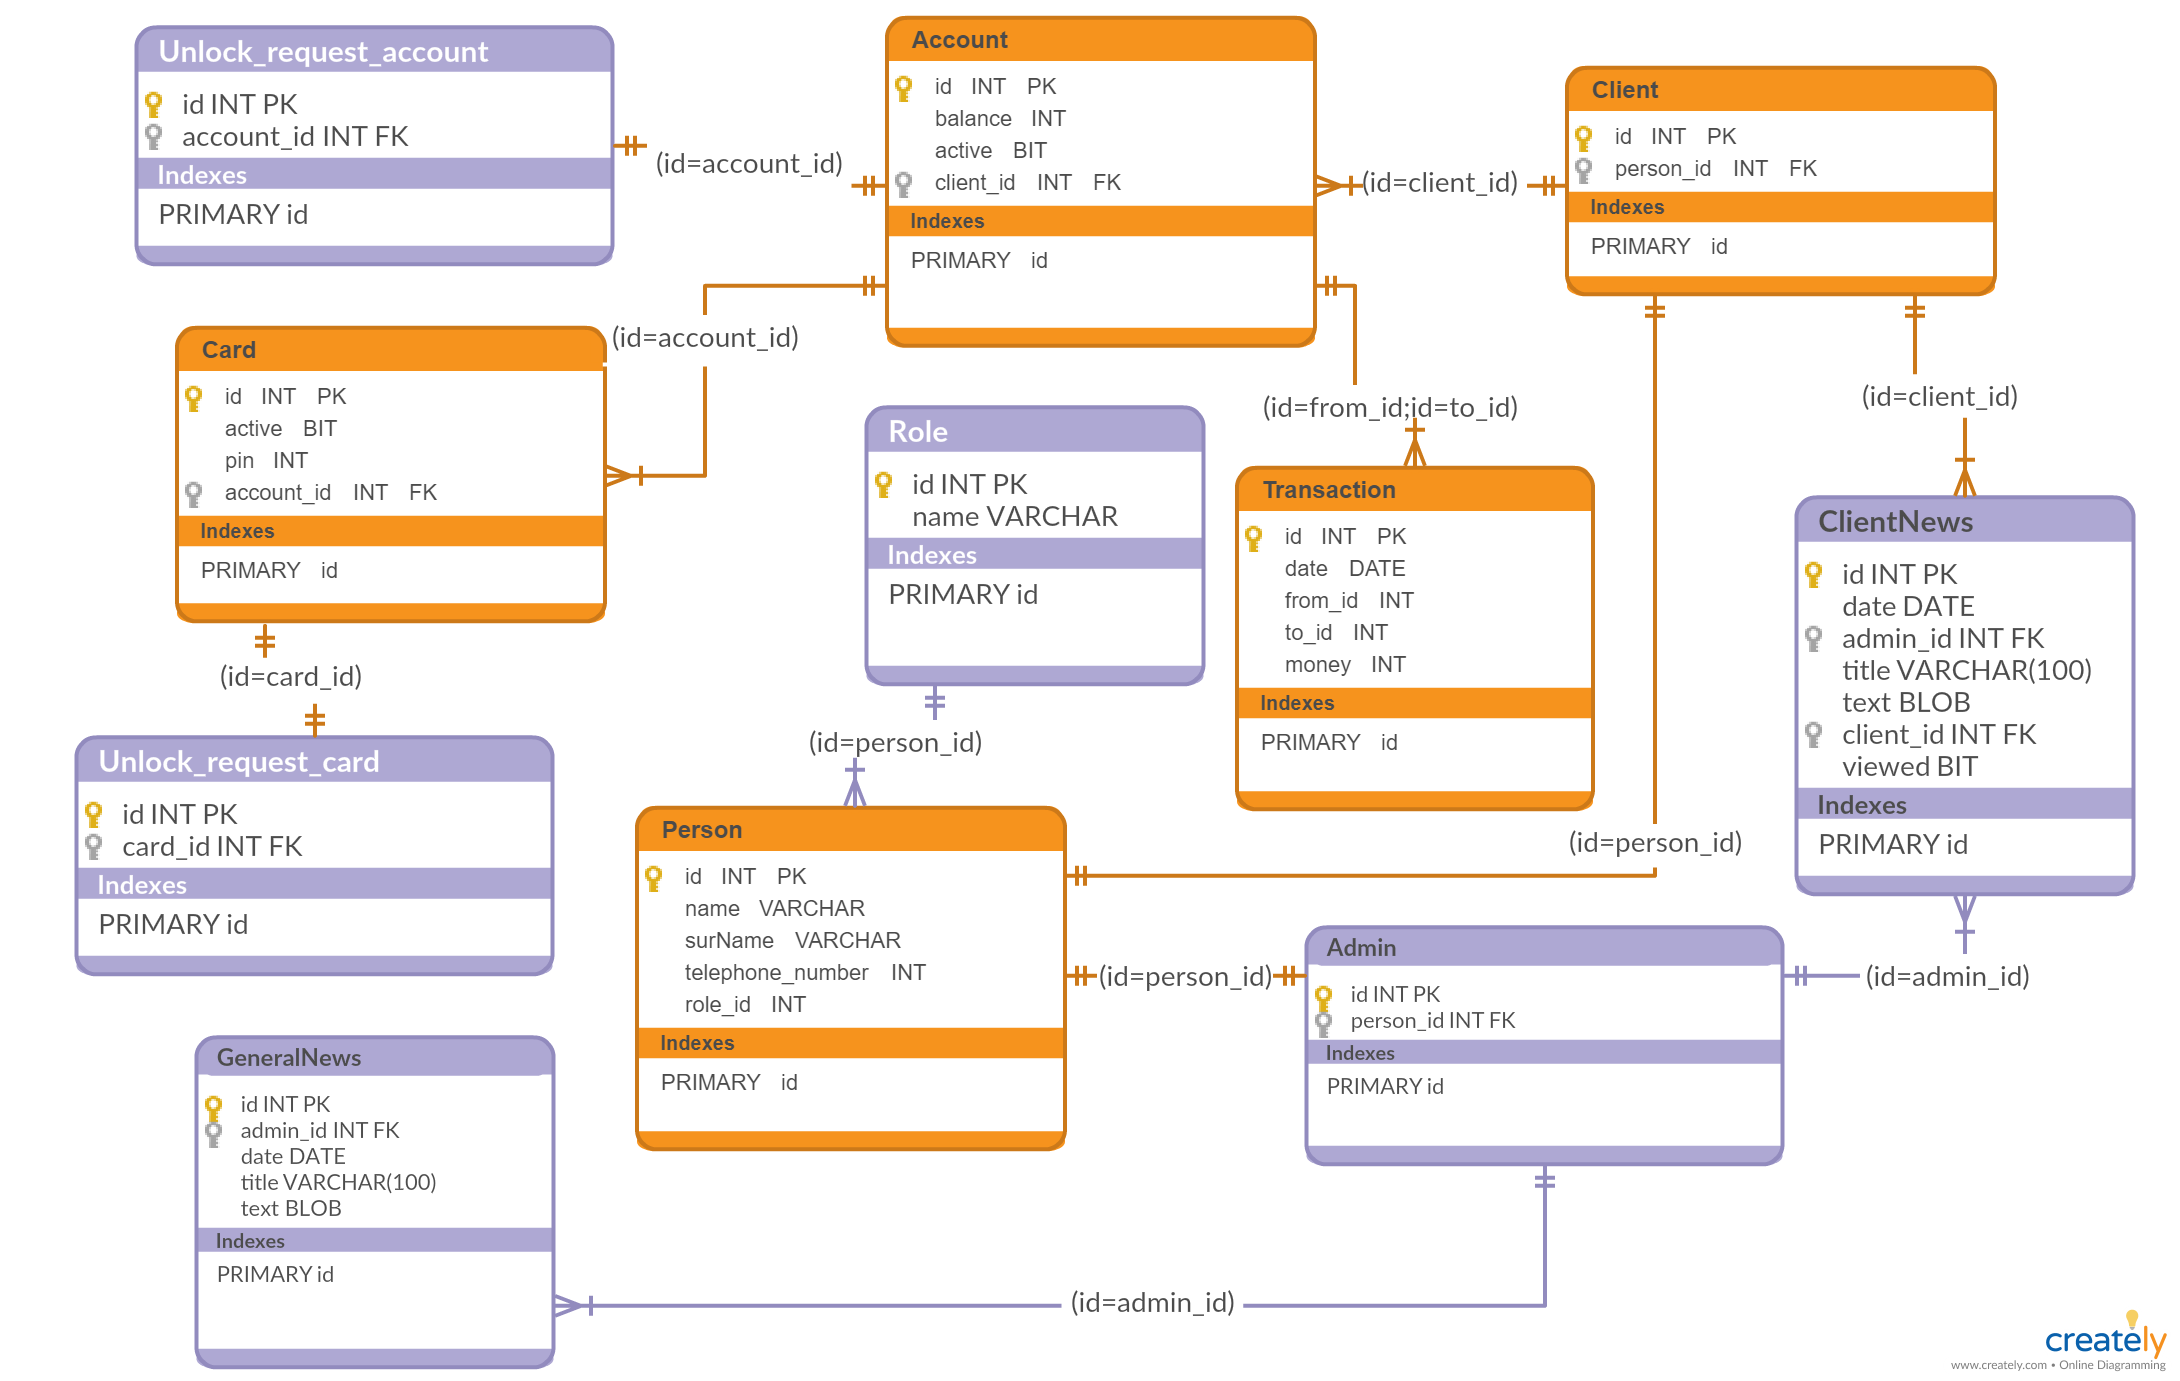 Unlock_request_account
id INT PK
account_id INT FK
Indexes
PRIMARY id
(id=account_id)
Account
id INT PK
balance INT
active BIT
client_id INT FK
Indexes
PRIMARY id
(id=client_id)
Client
id INT PK
person_id INT FK
Indexes
PRIMARY id
(id=account_id)
Card
id INT PK
active BIT
pin INT
account_id INT FK
Indexes
PRIMARY id
(id=from_id;id=to_id)
(id=client_id)
Role
id INT PK
name VARCHAR
Indexes
PRIMARY id
Transaction
id INT PK
date DATE
from_id INT
to_id INT
money INT
Indexes
PRIMARY id
ClientNews
id INT PK
date DATE
admin_id INT FK
title VARCHAR(100)
text BLOB
client_id INT FK
viewed BIT
Indexes
PRIMARY id
(id=card_id)
Unlock_request_card
id INT PK
card_id INT FK
Indexes
PRIMARY id
(id=person_id)
Person
id INT PK
name VARCHAR
surName VARCHAR
telephone_number INT
role_id INT
Indexes
PRIMARY id
(id=person_id)
(id=person_id)
Admin
id INT PK
person_id INT FK
Indexes
PRIMARY id
(id=admin_id)
GeneralNews
id INT PK
admin_id INT FK
date DATE
title VARCHAR(100)
text BLOB
Indexes
PRIMARY id
(id=admin_id)
creately
www.creately.com • Online Diagramming